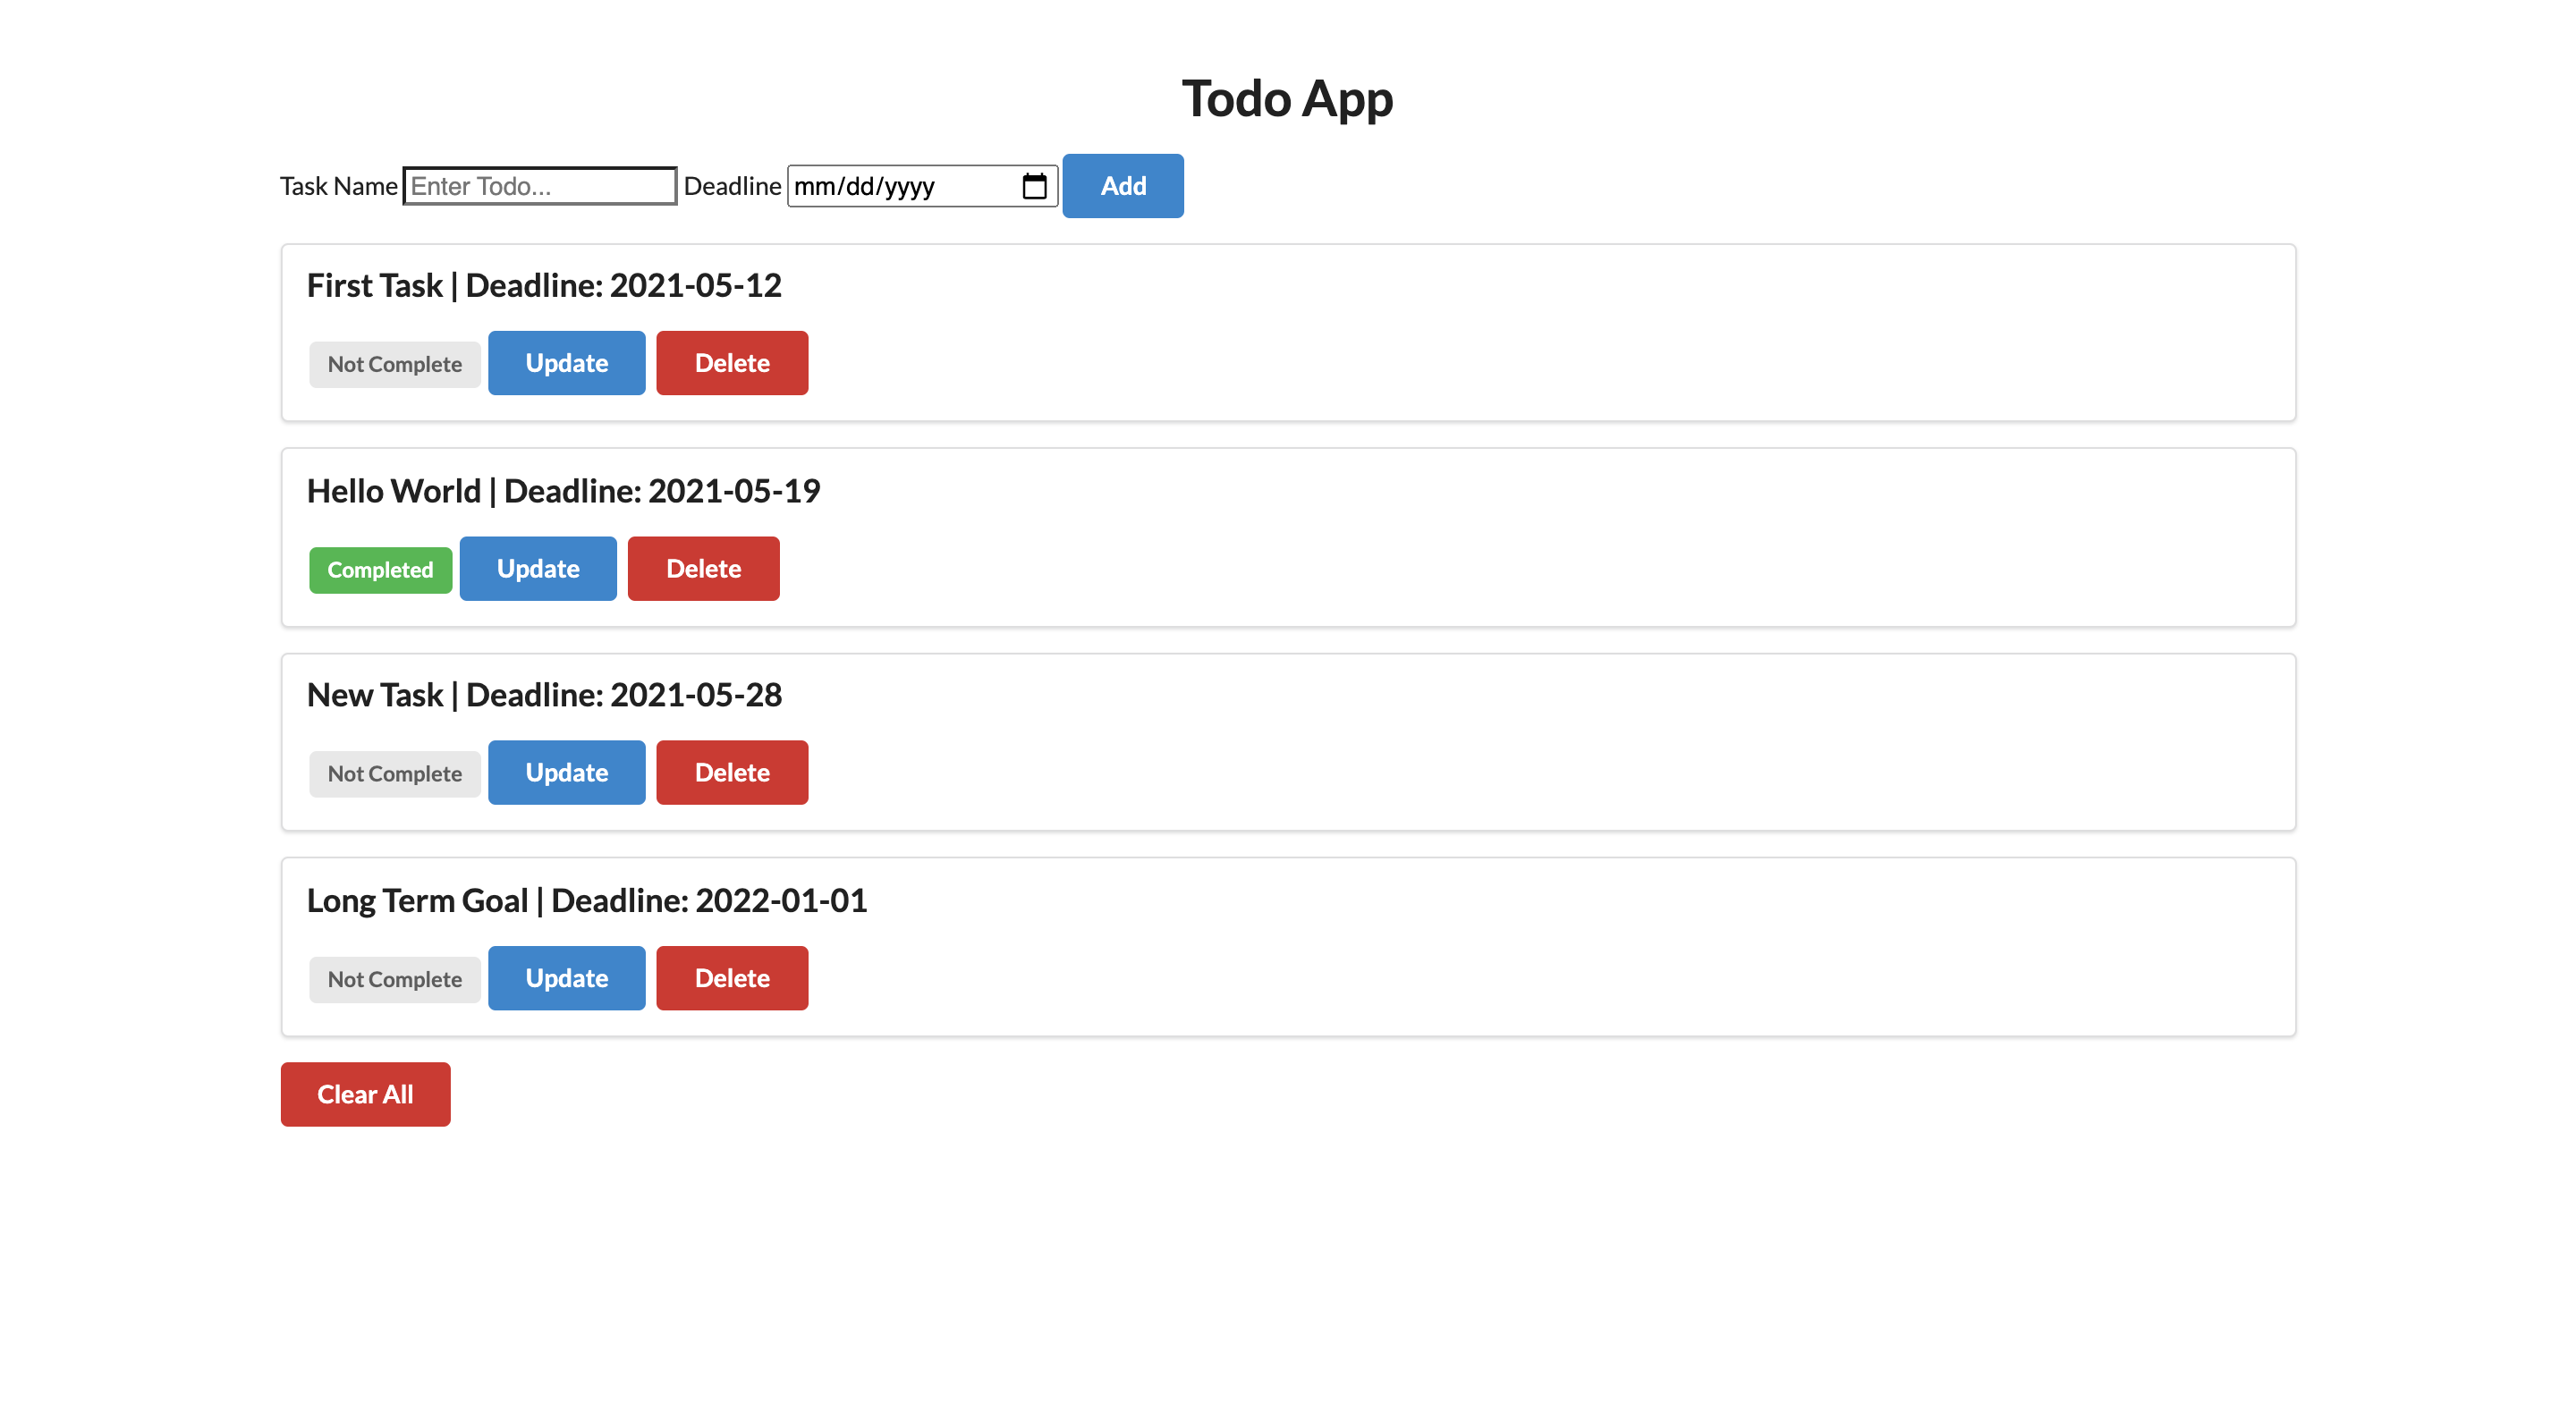 Todo App
Task Name Enter Todo... Deadline mm/dd/yyyy Add
First Task | Deadline: 2021-05-12
Not Complete Update Delete
Hello World | Deadline: 2021-05-19
Completed Update Delete
New Task | Deadline: 2021-05-28
Not Complete Update Delete
Long Term Goal | Deadline: 2022-01-01
Not Complete Update Delete
Clear All